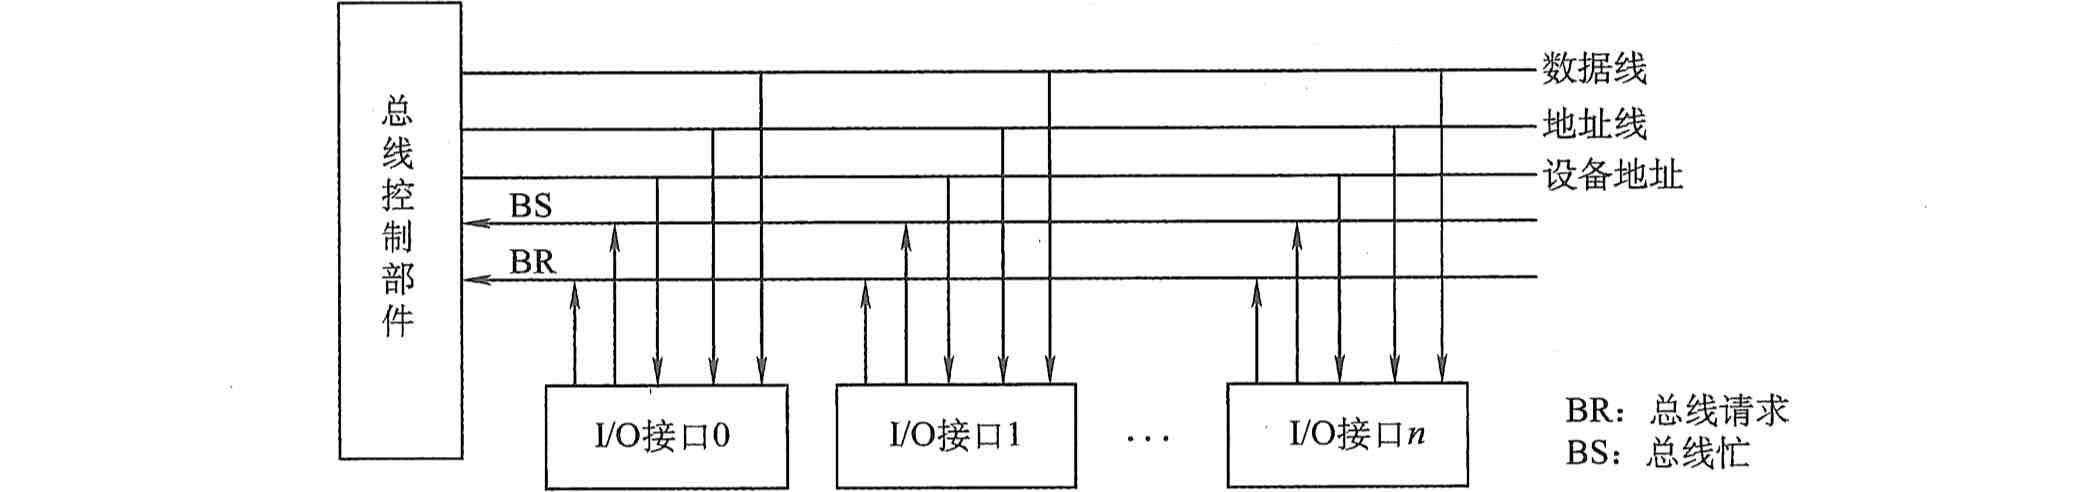 总线控制部件
数据线
地址线
设备地址
BS
BR
I/O接口0
I/O接口1
…
I/O接口n
BR：总线请求
BS：总线忙